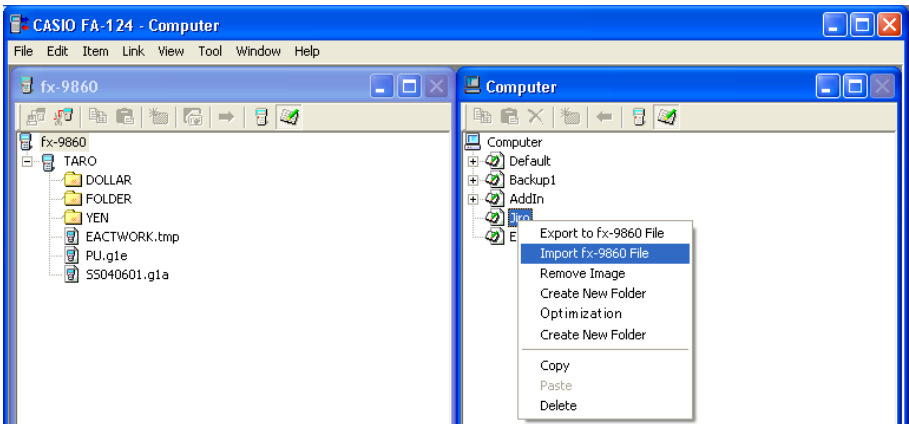 CASIO FA-124 - Computer
File Edit Item Link View Tool Window Help
fx-9860
fx-9860
TARO
DOLLAR
FOLDER
YEN
EACTWORK.tmp
PU.g1e
SS040601.g1a
Computer
Computer
Default
Backup1
AddIn
Jiro
E
Export to fx-9860 File
Import fx-9860 File
Remove Image
Create New Folder
Optimization
Create New Folder
Copy
Paste
Delete